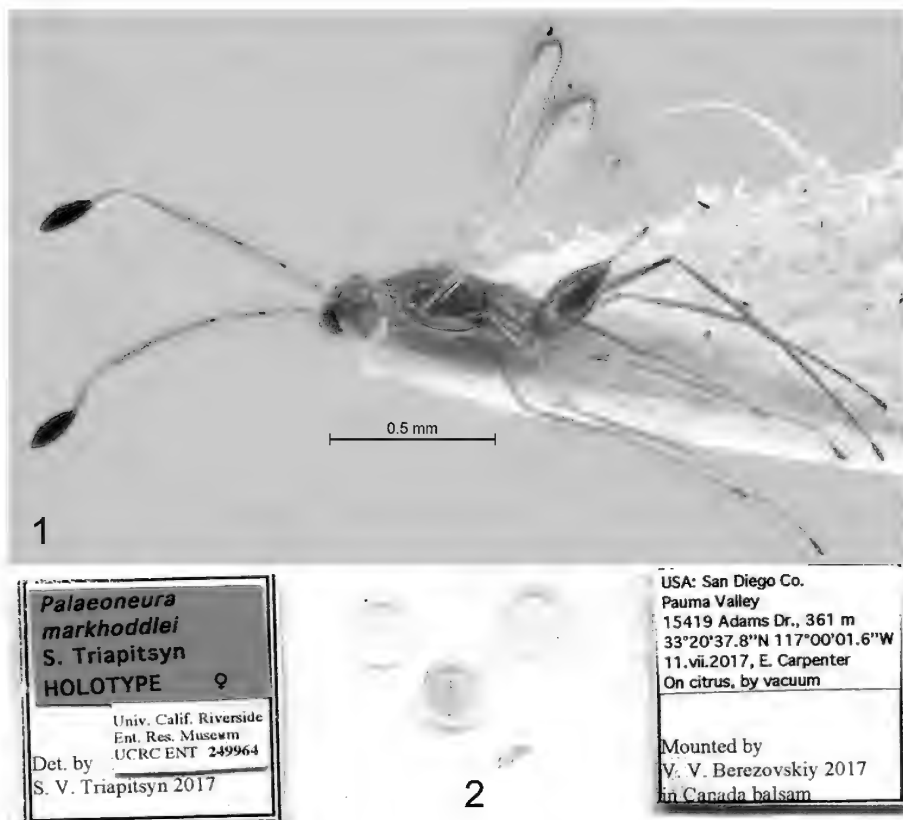 0.5 mm
1
Palaeoneura
markhoddlei
S. Triapitsyn
HOLOTYPE ♀
Univ. Calif. Riverside
Ent. Res. Museum
UCRC ENT 249964
Det. by
S. V. Triapitsyn 2017
2
USA: San Diego Co.
Pauma Valley
15419 Adams Dr., 361 m
33°20'37.8"N 117°00'01.6"W
11.vii.2017, E. Carpenter
On citrus, by vacuum
Mounted by
V. V. Berezovskiy 2017
in Canada balsam